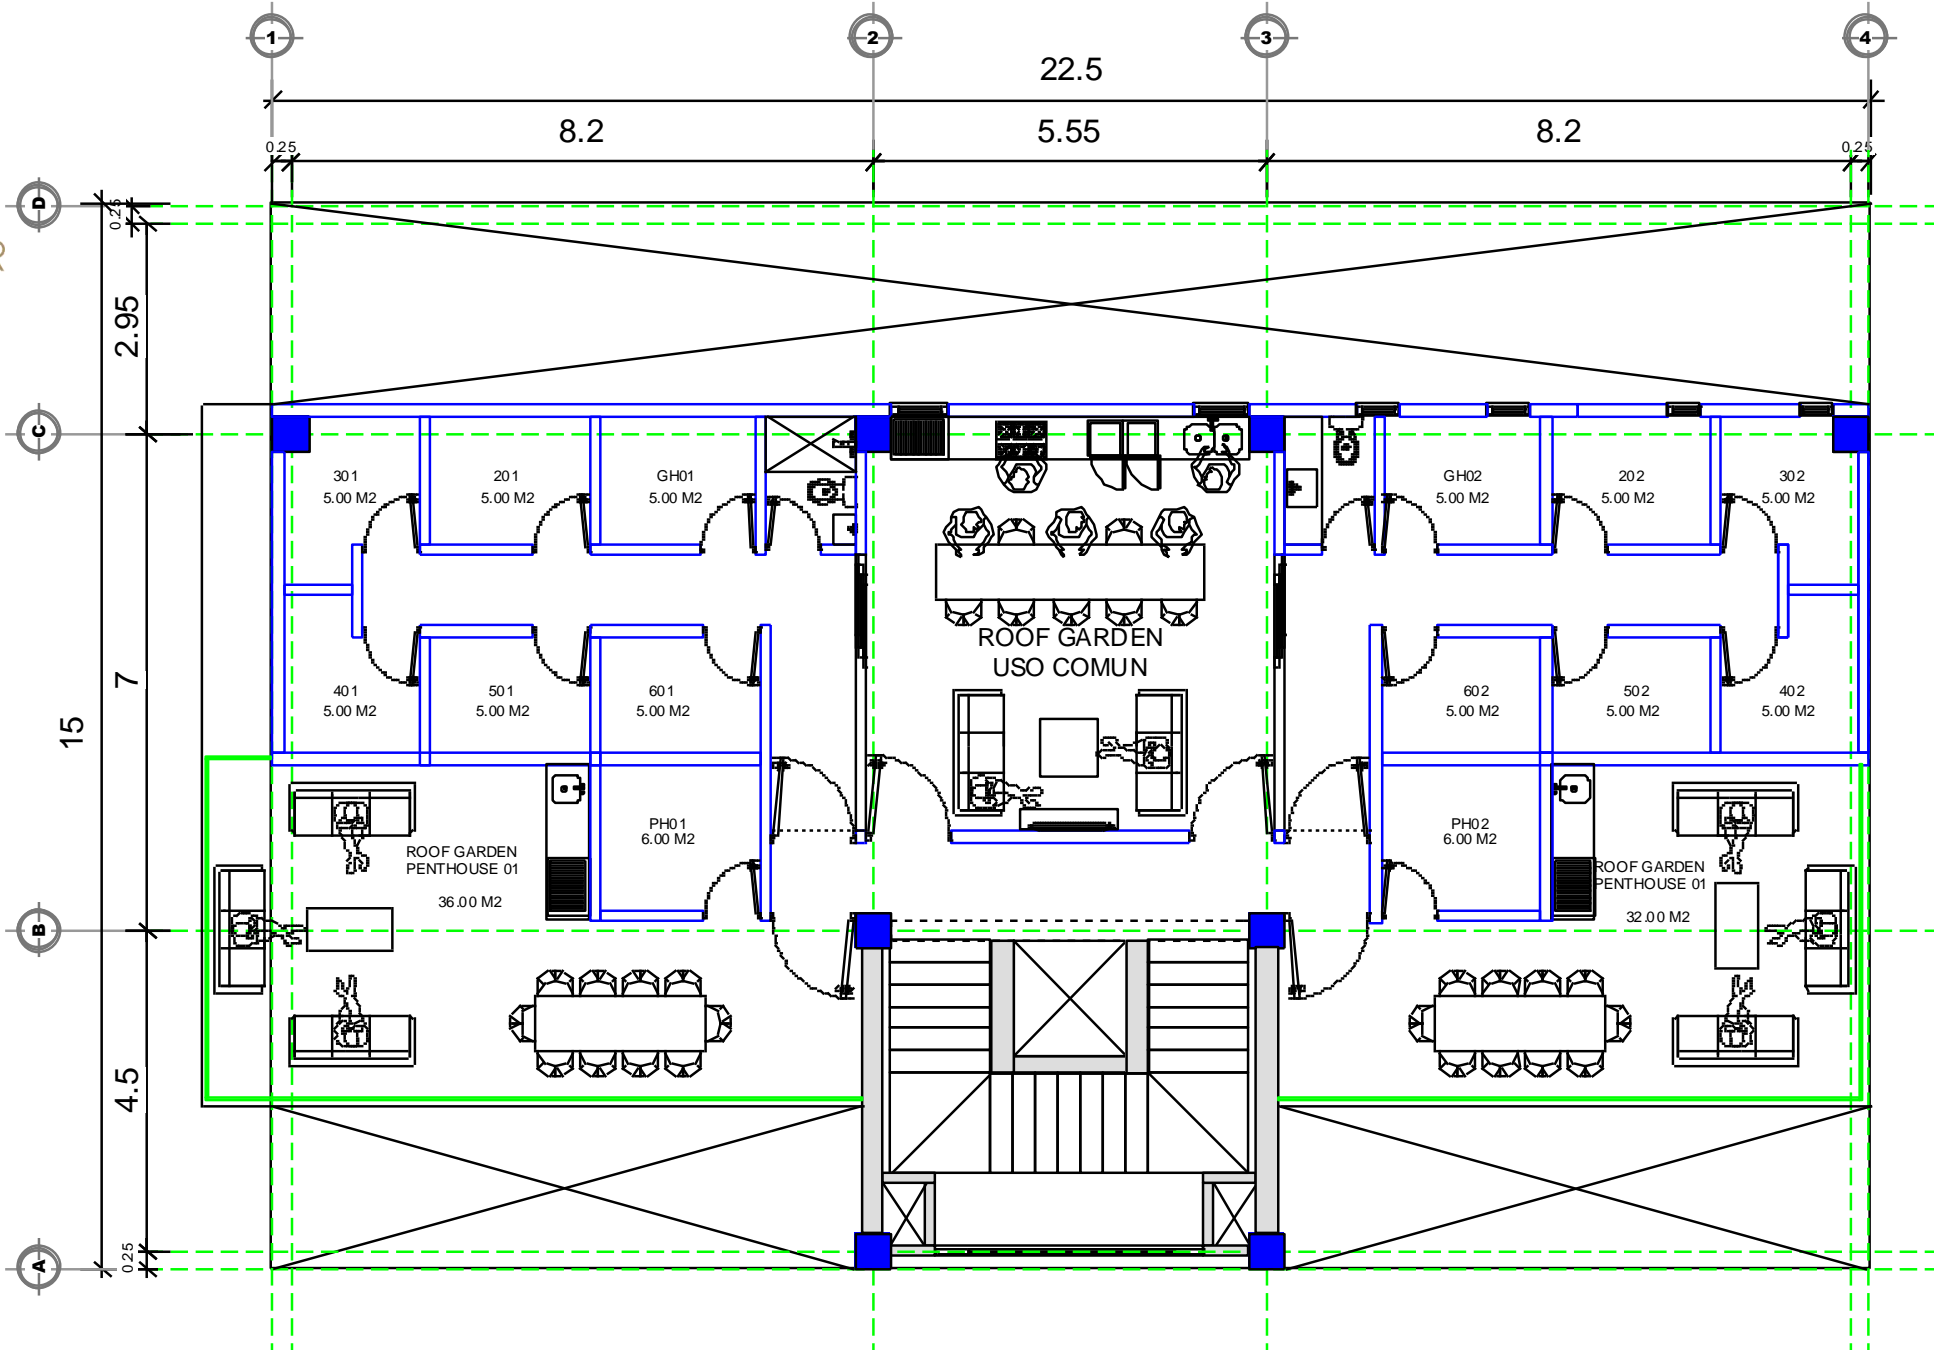 1
2
3
4
22.5
8.2
5.55
8.2
0.25
0.25
D
0.25
2.95
C
7
15
B
4.5
0.25
A
301
5.00 M2
201
5.00 M2
GH01
5.00 M2
GH02
5.00 M2
202
5.00 M2
302
5.00 M2
ROOF GARDEN
USO COMUN
401
5.00 M2
501
5.00 M2
601
5.00 M2
602
5.00 M2
502
5.00 M2
402
5.00 M2
PH01
6.00 M2
PH02
6.00 M2
ROOF GARDEN
PENTHOUSE 01
36.00 M2
ROOF GARDEN
PENTHOUSE 01
32.00 M2